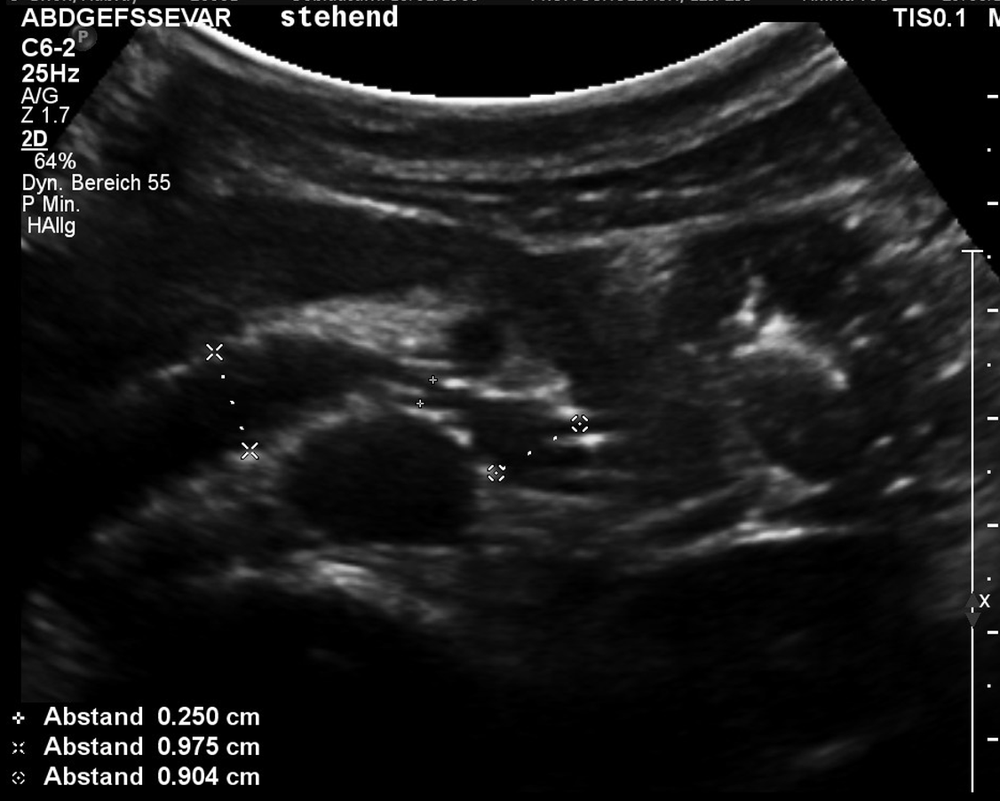 ABDGEFSSEVAR stehend TIS0.1 M
P
C6-2
25Hz
A/G
Z 1.7
2D
64%
Dyn. Bereich 55
P Min.
HAllg
X
Abstand 0.250 cm
Abstand 0.975 cm
Abstand 0.904 cm